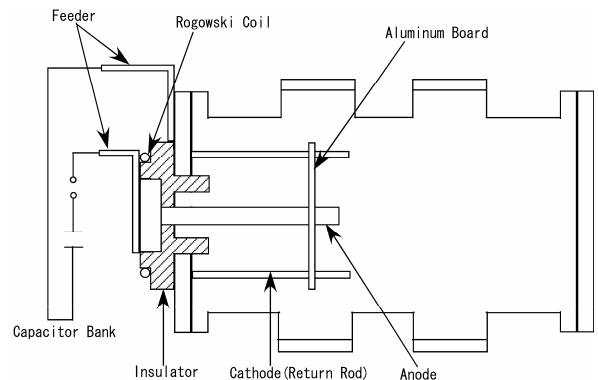 Feeder
Rogowski Coil
Aluminum Board
Capacitor Bank
Insulator
Cathode(Return Rod)
Anode